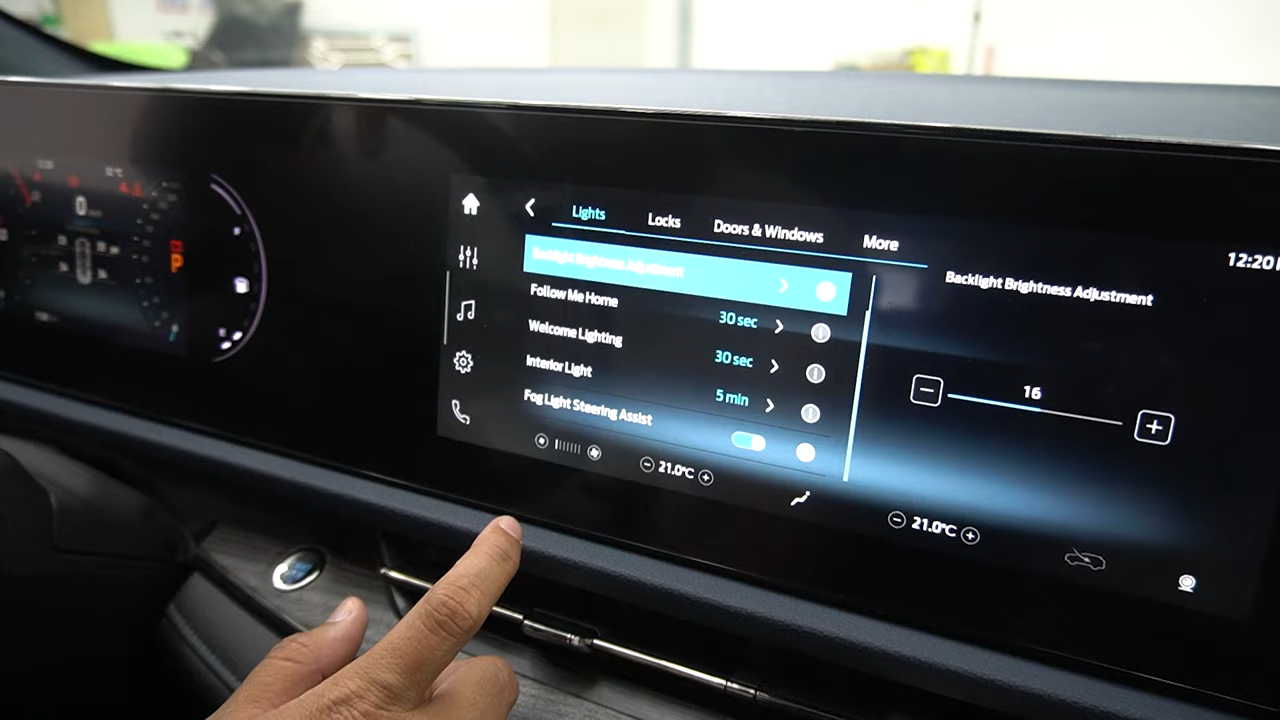 Lights Locks Doors & Windows More
12:20
Backlight Brightness Adjustment
Follow Me Home 30 sec
Welcome Lighting 30 sec
Interior Light 5 min
Fog Light Steering Assist
Backlight Brightness Adjustment
16
21.0°C
21.0°C
0
P